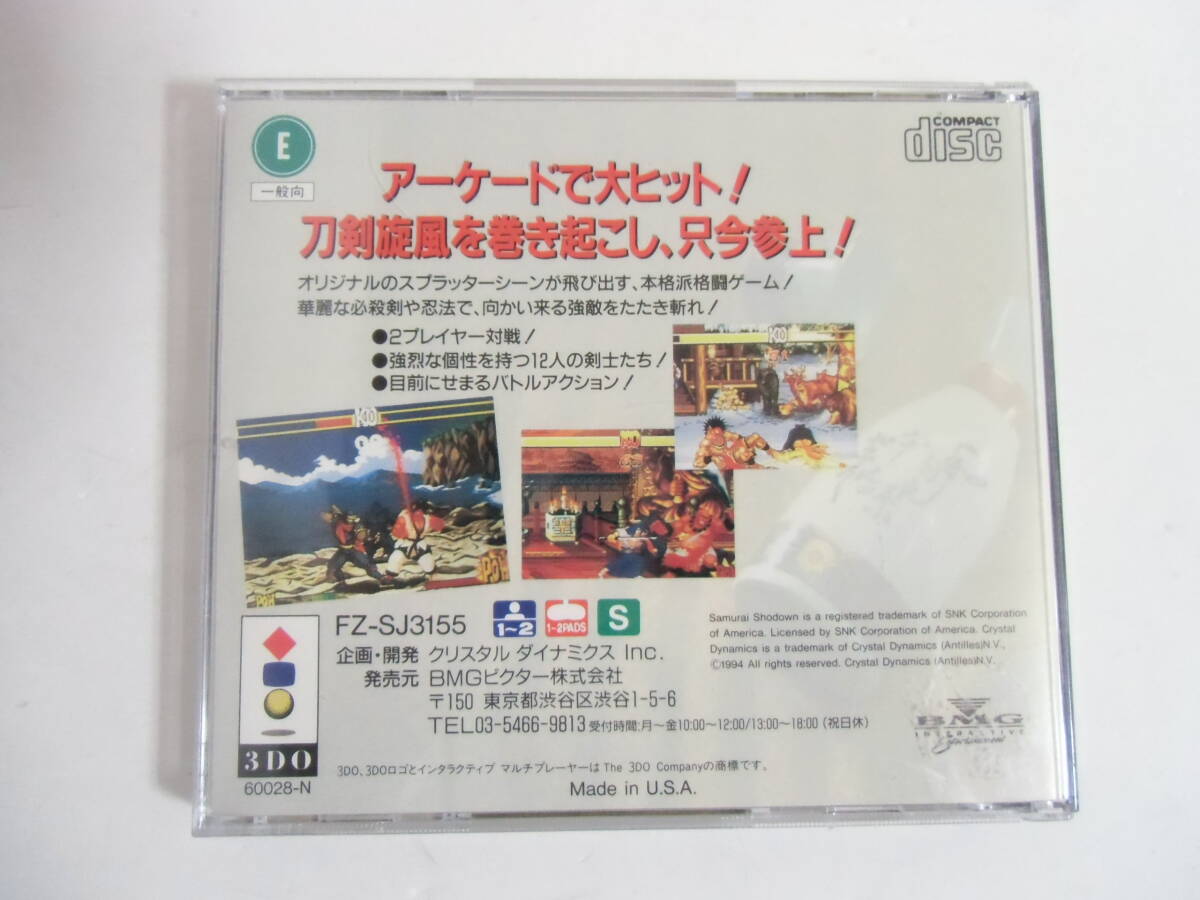 E
一般向
COMPACT
disc
アーケードで大ヒット！
刀剣旋風を巻き起こし、只今参上！
オリジナルのスプラッターシーンが飛び出す、本格派格闘ゲーム！
華麗な必殺剣や忍法で、向かい来る強敵をたたき斬れ！
●2プレイヤー対戦！
●強烈な個性を持つ12人の剣士たち！
●目前にせまるバトルアクション！
POW
POW
3DO
60028-N
FZ-SJ3155
1~2
1~2PADS
S
企画・開発 クリスタル ダイナミクス Inc.
発売元 BMGビクター株式会社
〒150 東京都渋谷区渋谷1-5-6
TEL03-5466-9813 受付時間:月～金10:00～12:00/13:00～18:00 (祝日休)
3DO、3DOロゴとインタラクティブ マルチプレーヤーは The 3DO Companyの商標です。
Made in U.S.A.
Samurai Shodown is a registered trademark of SNK Corporation
of America. Licensed by SNK Corporation of America. Crystal
Dynamics is a trademark of Crystal Dynamics (Antilles)N.V.,
©1994 All rights reserved. Crystal Dynamics (Antilles)N.V.
BMG
INTERACTIVE
Entertainment